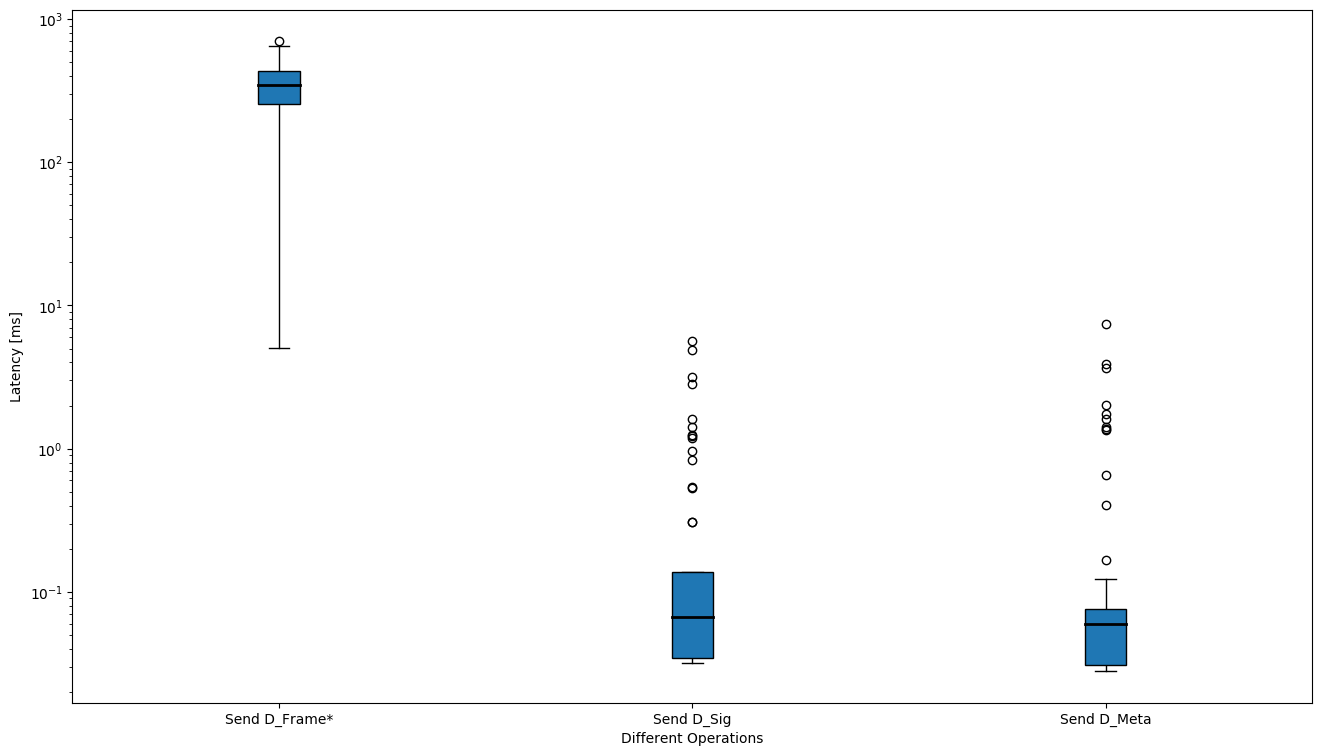 Latency [ms]
10³
10²
10¹
10⁰
10⁻¹
Send D_Frame*
Send D_Sig
Send D_Meta
Different Operations